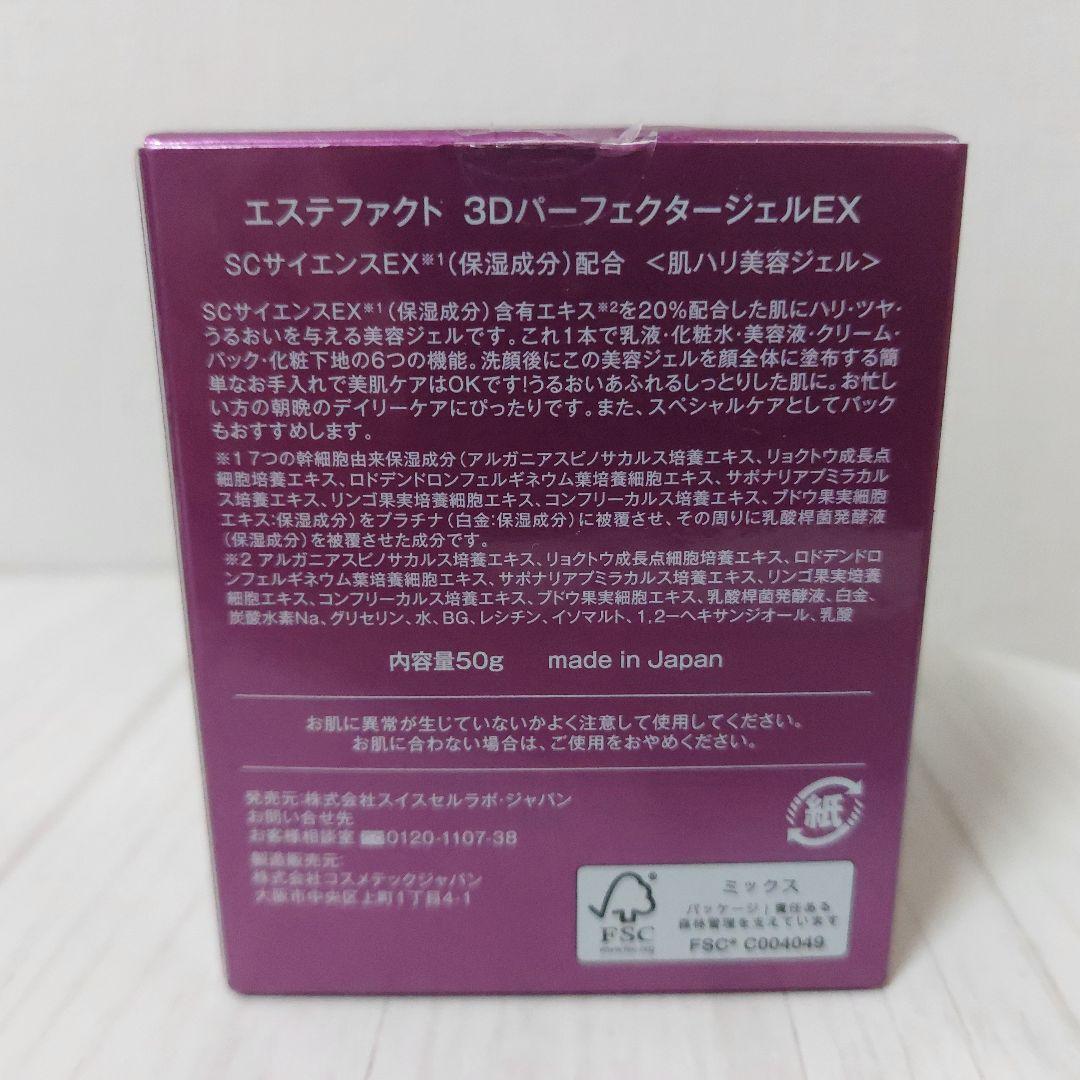 エステファクト 3DパーフェクタージェルEX
SCサイエンスEX※1(保湿成分)配合 <肌ハリ美容ジェル>
SCサイエンスEX※1(保湿成分)含有エキス※2を20%配合した肌にハリ・ツヤ・
うるおいを与える美容ジェルです。これ1本で乳液・化粧水・美容液・クリーム・
パック・化粧下地の6つの機能。洗顔後にこの美容ジェルを顔全体に塗布する簡
単なお手入れで美肌ケアはOKです!うるおいあふれるしっとりした肌に。お忙し
い方の朝晩のデイリーケアにぴったりです。また、スペシャルケアとしてパック
もおすすめします。
※1 7つの幹細胞由来保湿成分(アルガニアスピノサカルス培養エキス、リョクトウ成長点
細胞培養エキス、ロドデンドロンフェルギネウム葉培養細胞エキス、サポナリアプミラカル
ス培養エキス、リンゴ果実培養細胞エキス、コンフリーカルス培養エキス、ブドウ果実細胞
エキス:保湿成分)をプラチナ(白金:保湿成分)に被覆させ、その周りに乳酸桿菌発酵液
(保湿成分)を被覆させた成分です。
※2 アルガニアスピノサカルス培養エキス、リョクトウ成長点細胞培養エキス、ロドデンドロ
ンフェルギネウム葉培養細胞エキス、サポナリアプミラカルス培養エキス、リンゴ果実培養
細胞エキス、コンフリーカルス培養エキス、ブドウ果実細胞エキス、乳酸桿菌発酵液、白金、
炭酸水素Na、グリセリン、水、BG、レシチン、イソマルト、1,2-ヘキサンジオール、乳酸
内容量50g made in Japan
お肌に異常が生じていないかよく注意して使用してください。
お肌に合わない場合は、ご使用をおやめください。
発売元:株式会社スイスセルラボ・ジャパン
お問い合せ先
お客様相談室 0120-1107-38
製造販売元:
株式会社コスメテックジャパン
大阪市中央区上町1丁目4-1
紙
FSC
www.fsc.org
ミックス
パッケージ | 責任ある
森林管理を支えています
FSC® C004049